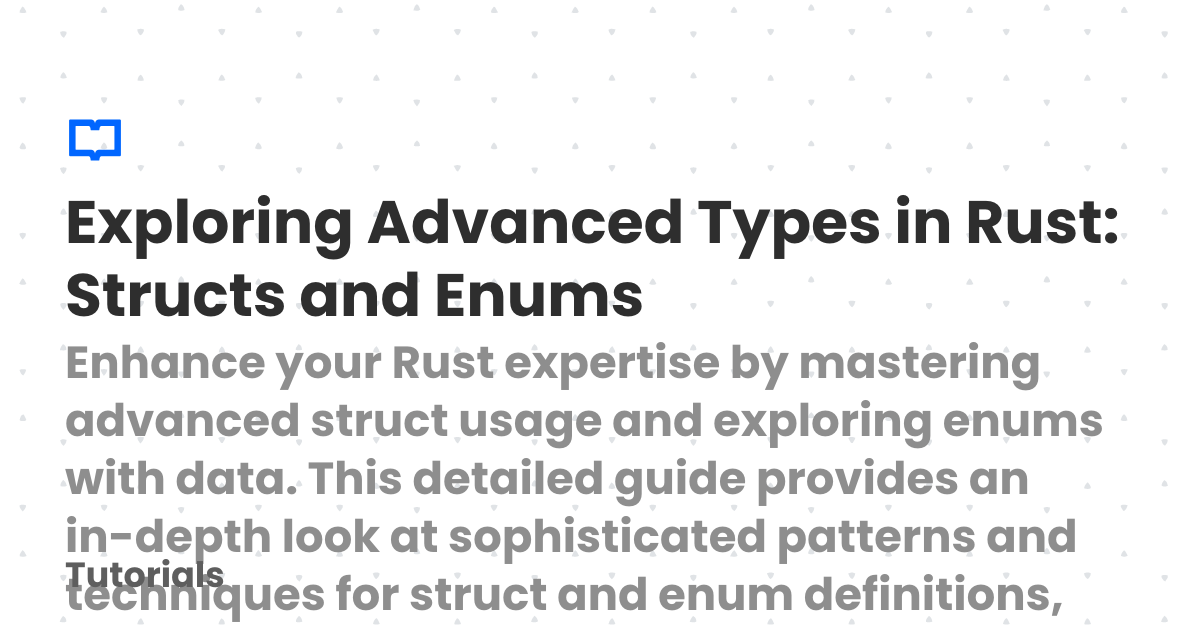 Exploring Advanced Types in Rust:
Structs and Enums
Enhance your Rust expertise by mastering
advanced struct usage and exploring enums
with data. This detailed guide provides an
in-depth look at sophisticated patterns and
Tutorials
techniques for struct and enum definitions,